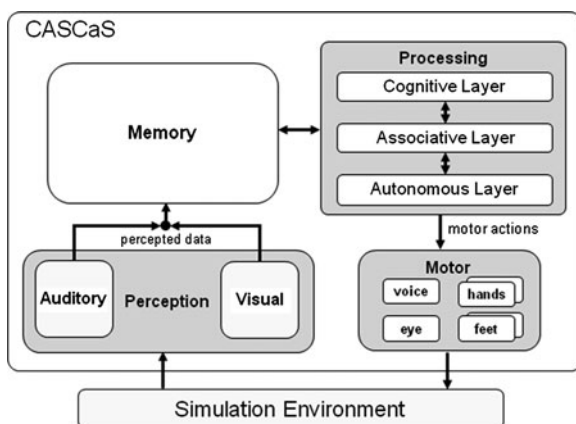 CASCaS
Processing
Cognitive Layer
Memory
Associative Layer
Autonomous Layer
percepted data
motor actions
Motor
Auditory
Perception
Visual
voice
hands
eye
feet
Simulation Environment